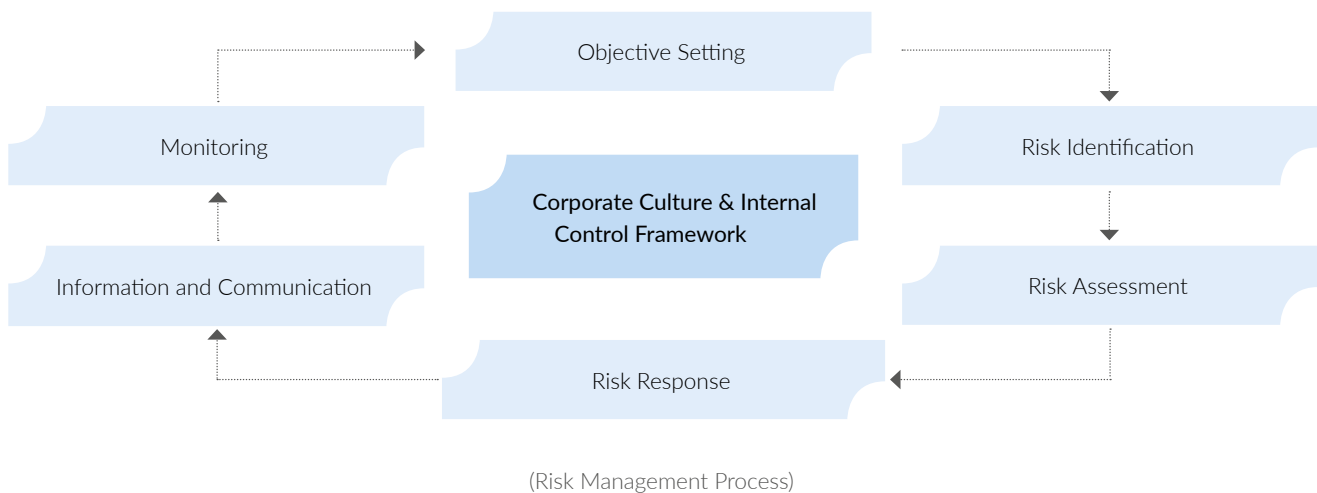 Objective Setting
Monitoring
Risk Identification
Corporate Culture & Internal
Control Framework
Information and Communication
Risk Assessment
Risk Response
(Risk Management Process)